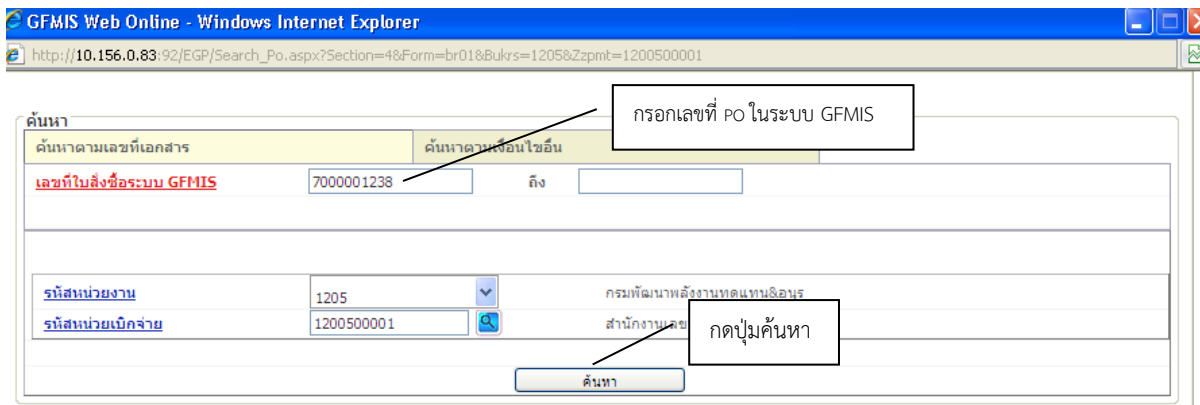 GFMIS Web Online - Windows Internet Explorer
http://10.156.0.83:92/EGP/Search_Po.aspx?Section=4&Form=br01&Bukrs=1205&Zzpmt=1200500001
กรอกเลขที่ PO ในระบบ GFMIS
ค้นหา
ค้นหาตามเลขที่เอกสาร ค้นหาตามเงื่อนไขอื่น
เลขที่ใบสั่งซื้อระบบ GFMIS 7000001238 ถึง
รหัสหน่วยงาน 1205 กรมพัฒนาพลังงานทดแทน&อนุร
รหัสหน่วยเบิกจ่าย 1200500001 สำนักงานเลข
กดปุ่มค้นหา
ค้นหา